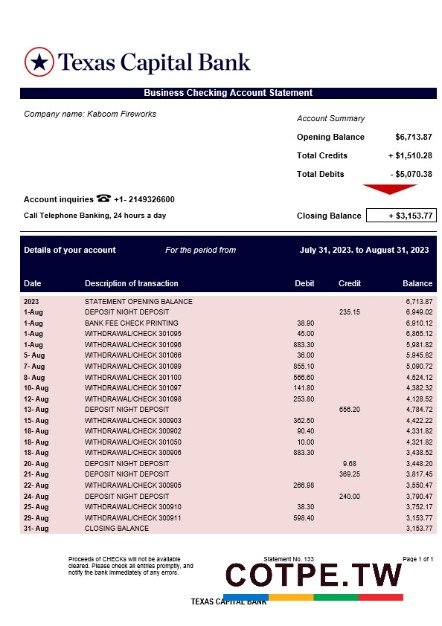 Texas Capital Bank
Business Checking Account Statement
Company name: Kaboom Fireworks
Account Summary
Opening Balance $6,713.87
Total Credits + $1,510.28
Total Debits - $5,070.38
Account inquiries ☎ +1- 2149326600
Call Telephone Banking, 24 hours a day
Closing Balance + $3,153.77
Details of your account For the period from July 31, 2023. to August 31, 2023
Date Description of transaction Debit Credit Balance
2023 STATEMENT OPENING BALANCE 6,713.87
1-Aug DEPOSIT NIGHT DEPOSIT 235.15 6,949.02
1-Aug BANK FEE CHECK PRINTING 38.90 6,910.12
1-Aug WITHDRAWAL/CHECK 301095 45.00 6,865.12
1-Aug WITHDRAWAL/CHECK 301096 883.30 5,981.82
5- Aug WITHDRAWAL/CHECK 301066 36.00 5,945.82
7- Aug WITHDRAWAL/CHECK 301099 855.10 5,090.72
8- Aug WITHDRAWAL/CHECK 301100 566.60 4,524.12
10- Aug WITHDRAWAL/CHECK 301097 141.80 4,382.32
12- Aug WITHDRAWAL/CHECK 301098 253.80 4,128.52
13- Aug DEPOSIT NIGHT DEPOSIT 656.20 4,784.72
15- Aug WITHDRAWAL/CHECK 300903 362.50 4,422.22
18- Aug WITHDRAWAL/CHECK 300902 90.40 4,331.82
18- Aug WITHDRAWAL/CHECK 301050 10.00 4,321.82
18- Aug WITHDRAWAL/CHECK 300906 883.30 3,438.52
20- Aug DEPOSIT NIGHT DEPOSIT 9.68 3,448.20
21- Aug DEPOSIT NIGHT DEPOSIT 369.25 3,817.45
22- Aug WITHDRAWAL/CHECK 300805 266.98 3,550.47
24- Aug DEPOSIT NIGHT DEPOSIT 240.00 3,790.47
25- Aug WITHDRAWAL/CHECK 300910 38.30 3,752.17
29- Aug WITHDRAWAL/CHECK 300911 598.40 3,153.77
31- Aug CLOSING BALANCE 3,153.77
Proceeds of CHECKs will not be available Statement No. 133 Page 1 of 1
cleared. Please check all entries promptly, and
notify the bank immediately of any errors.
COTPE.TW
TEXAS CAPITAL BANK